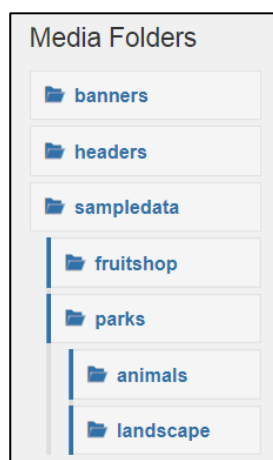 Media Folders
banners
headers
sampledata
fruitshop
parks
animals
landscape